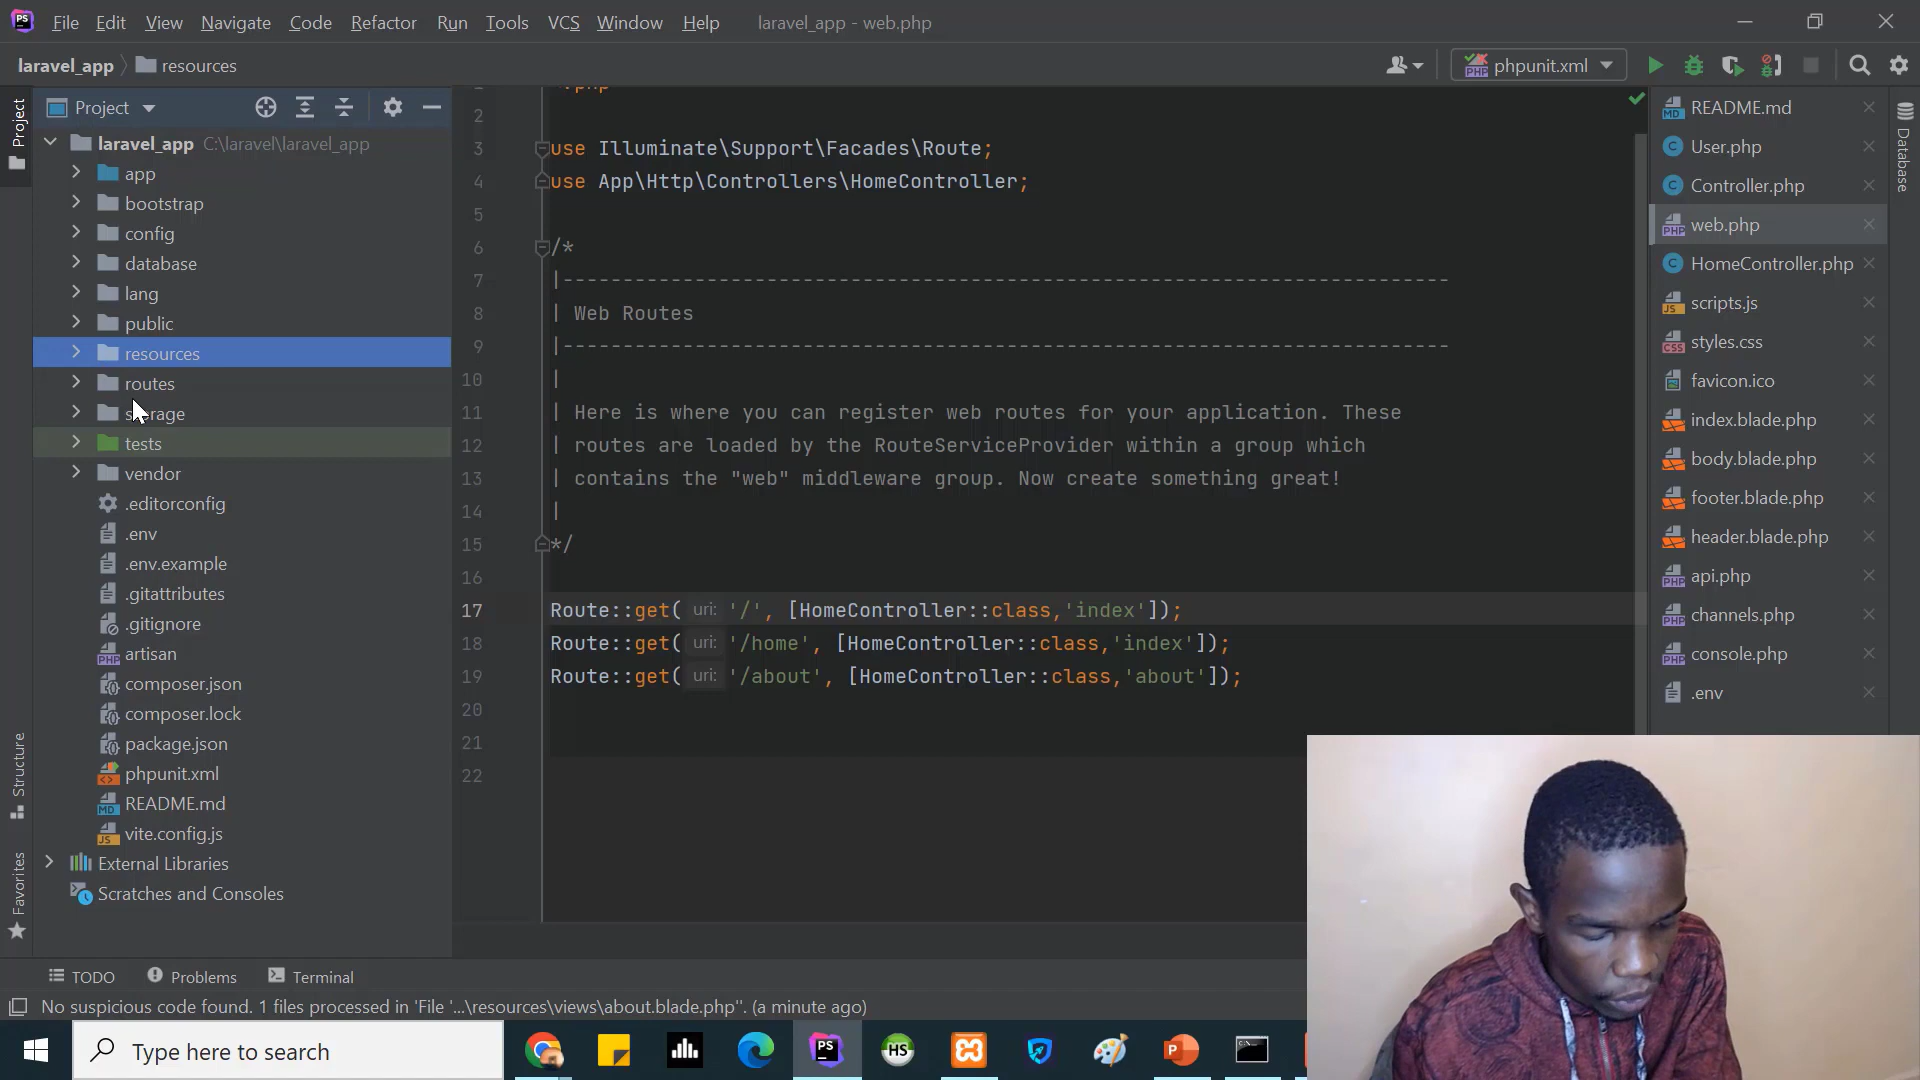 PS File Edit View Navigate Code Refactor Run Tools VCS Window Help laravel_app - web.php
laravel_app resources
phpunit.xml
Project
Project
laravel_app C:\laravel\laravel_app
app
bootstrap
config
database
lang
public
resources
routes
storage
tests
vendor
.editorconfig
.env
.env.example
.gitattributes
.gitignore
artisan
composer.json
composer.lock
package.json
phpunit.xml
README.md
vite.config.js
External Libraries
Scratches and Consoles
Structure
Favorites
2
3 use Illuminate\Support\Facades\Route;
4 use App\Http\Controllers\HomeController;
5
6 /*
7 |--------------------------------------------------------------------------
8 | Web Routes
9 |--------------------------------------------------------------------------
10 |
11 | Here is where you can register web routes for your application. These
12 | routes are loaded by the RouteServiceProvider within a group which
13 | contains the "web" middleware group. Now create something great!
14 |
15 */
16
17 Route::get( uri: '/', [HomeController::class,'index']);
18 Route::get( uri: '/home', [HomeController::class,'index']);
19 Route::get( uri: '/about', [HomeController::class,'about']);
20
21
22
README.md
User.php
Controller.php
web.php
HomeController.php
scripts.js
styles.css
favicon.ico
index.blade.php
body.blade.php
footer.blade.php
header.blade.php
api.php
channels.php
console.php
.env
Database
TODO Problems Terminal
No suspicious code found. 1 files processed in 'File '...\resources\views\about.blade.php''. (a minute ago)
Type here to search
PS
HS